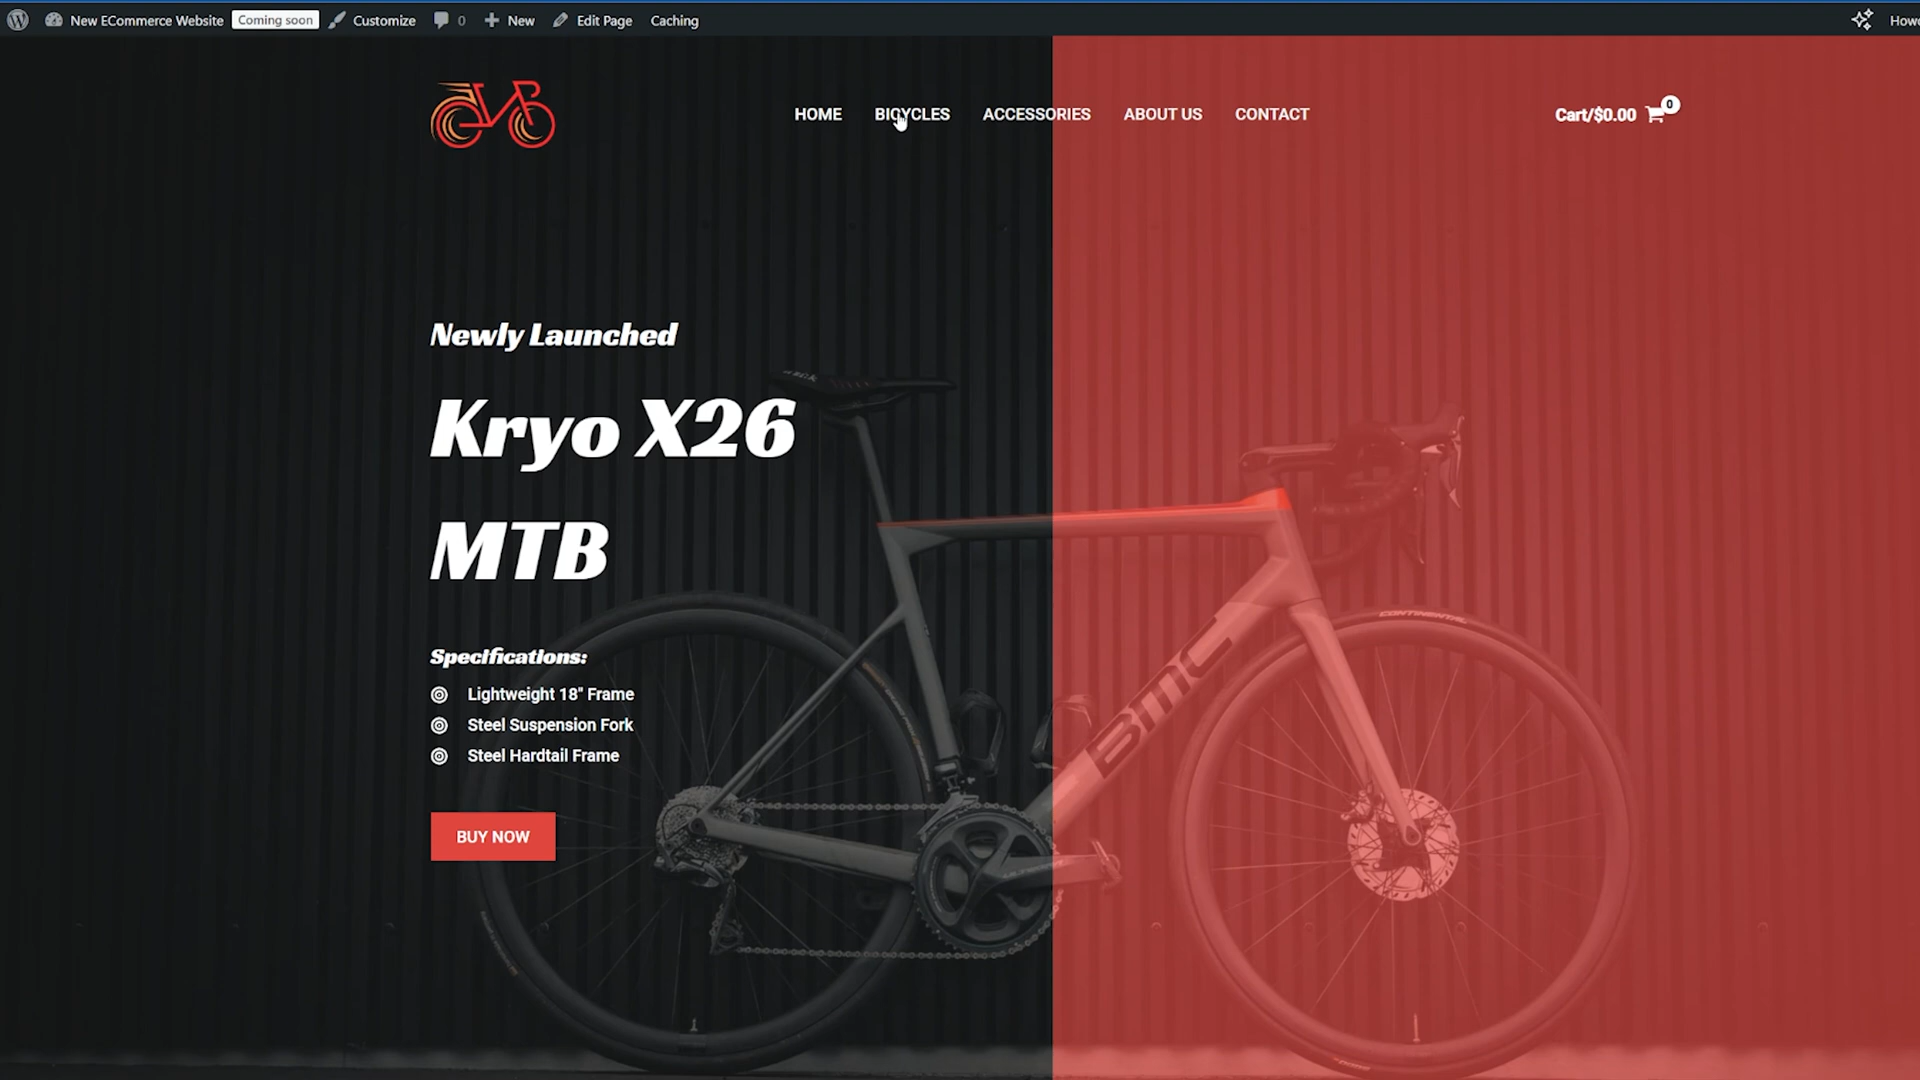 New ECommerce Website Coming soon Customize 0 New Edit Page Caching
HOME BICYCLES ACCESSORIES ABOUT US CONTACT Cart/$0.00 0
Newly Launched
Kryo X26
MTB
Specifications:
Lightweight 18" Frame
Steel Suspension Fork
Steel Hardtail Frame
BUY NOW
BMC
CONTINENTAL